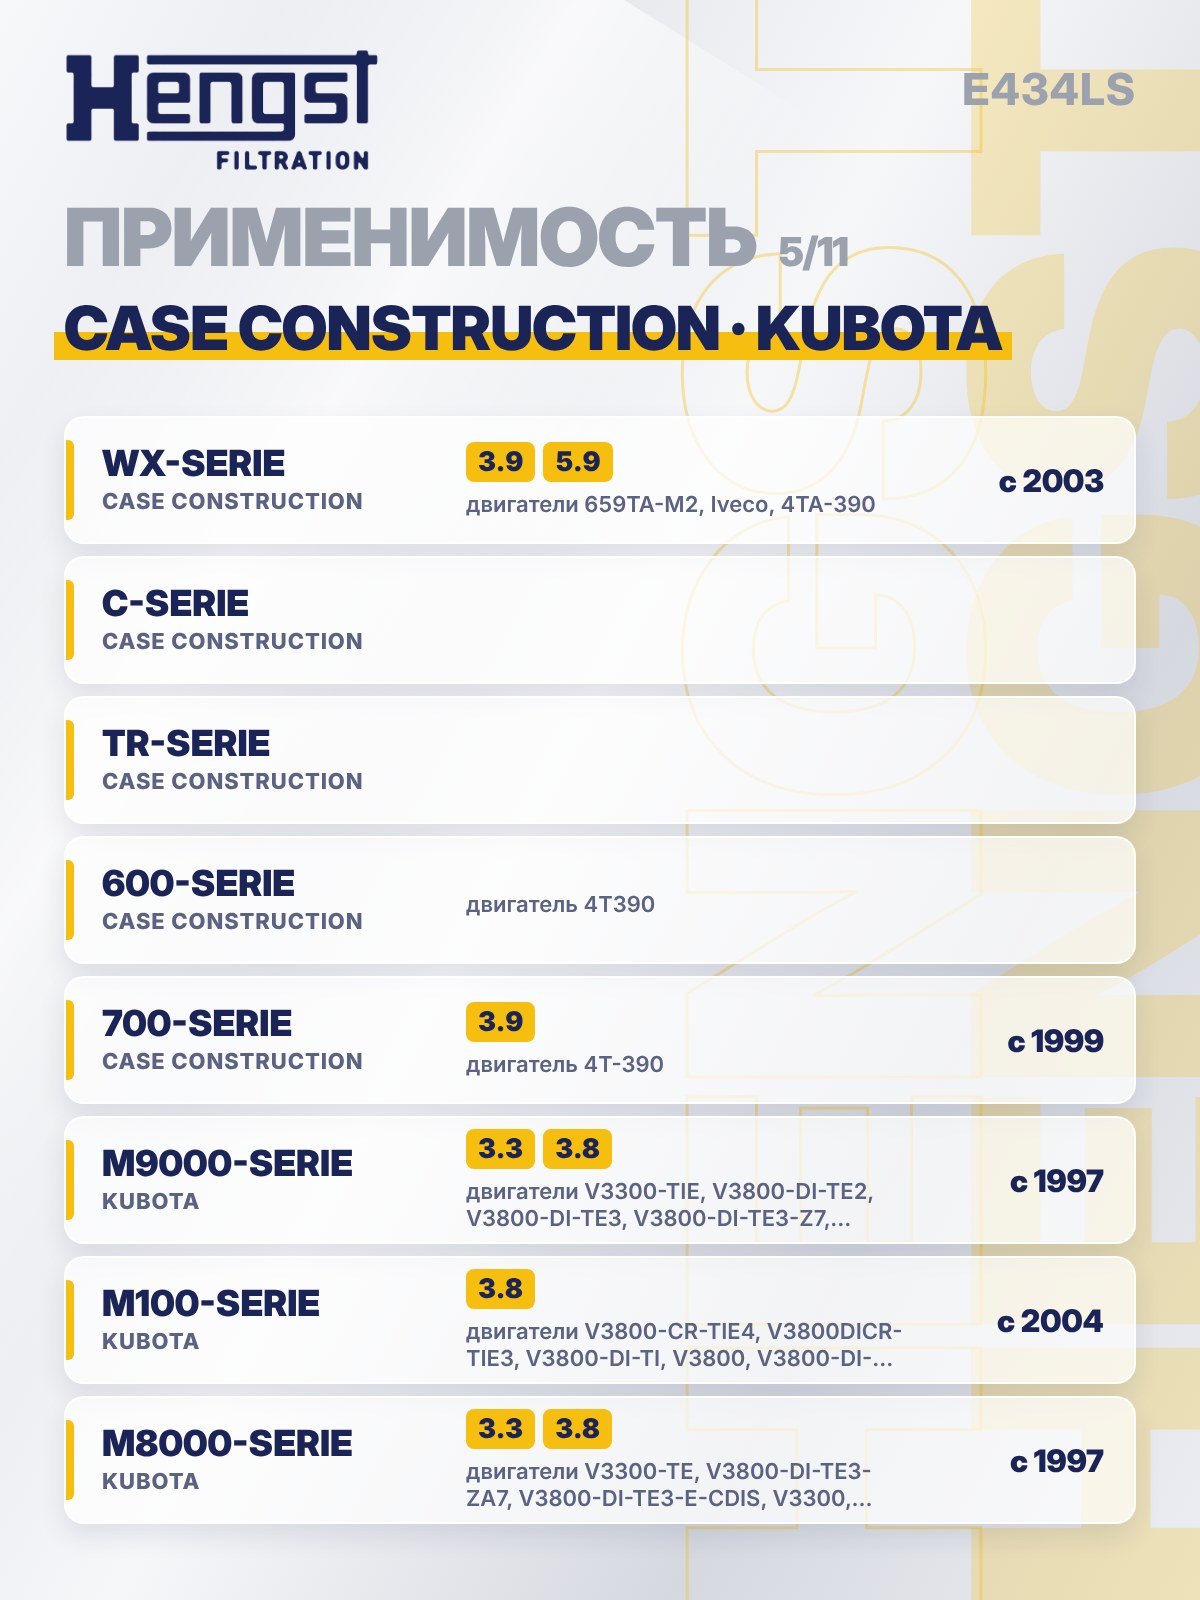 Hengst
FILTRATION
E434LS
ПРИМЕНИМОСТЬ 5/11
CASE CONSTRUCTION · KUBOTA
WX-SERIE
CASE CONSTRUCTION
3.9 5.9
двигатели 659TA-M2, Iveco, 4TA-390
с 2003
C-SERIE
CASE CONSTRUCTION
TR-SERIE
CASE CONSTRUCTION
600-SERIE
CASE CONSTRUCTION
двигатель 4T390
700-SERIE
CASE CONSTRUCTION
3.9
двигатель 4T-390
с 1999
M9000-SERIE
KUBOTA
3.3 3.8
двигатели V3300-TIE, V3800-DI-TE2,
V3800-DI-TE3, V3800-DI-TE3-Z7,...
с 1997
M100-SERIE
KUBOTA
3.8
двигатели V3800-CR-TIE4, V3800DICR-
TIE3, V3800-DI-TI, V3800, V3800-DI-...
с 2004
M8000-SERIE
KUBOTA
3.3 3.8
двигатели V3300-TE, V3800-DI-TE3-
ZA7, V3800-DI-TE3-E-CDIS, V3300,...
с 1997
HENGST
HENGST